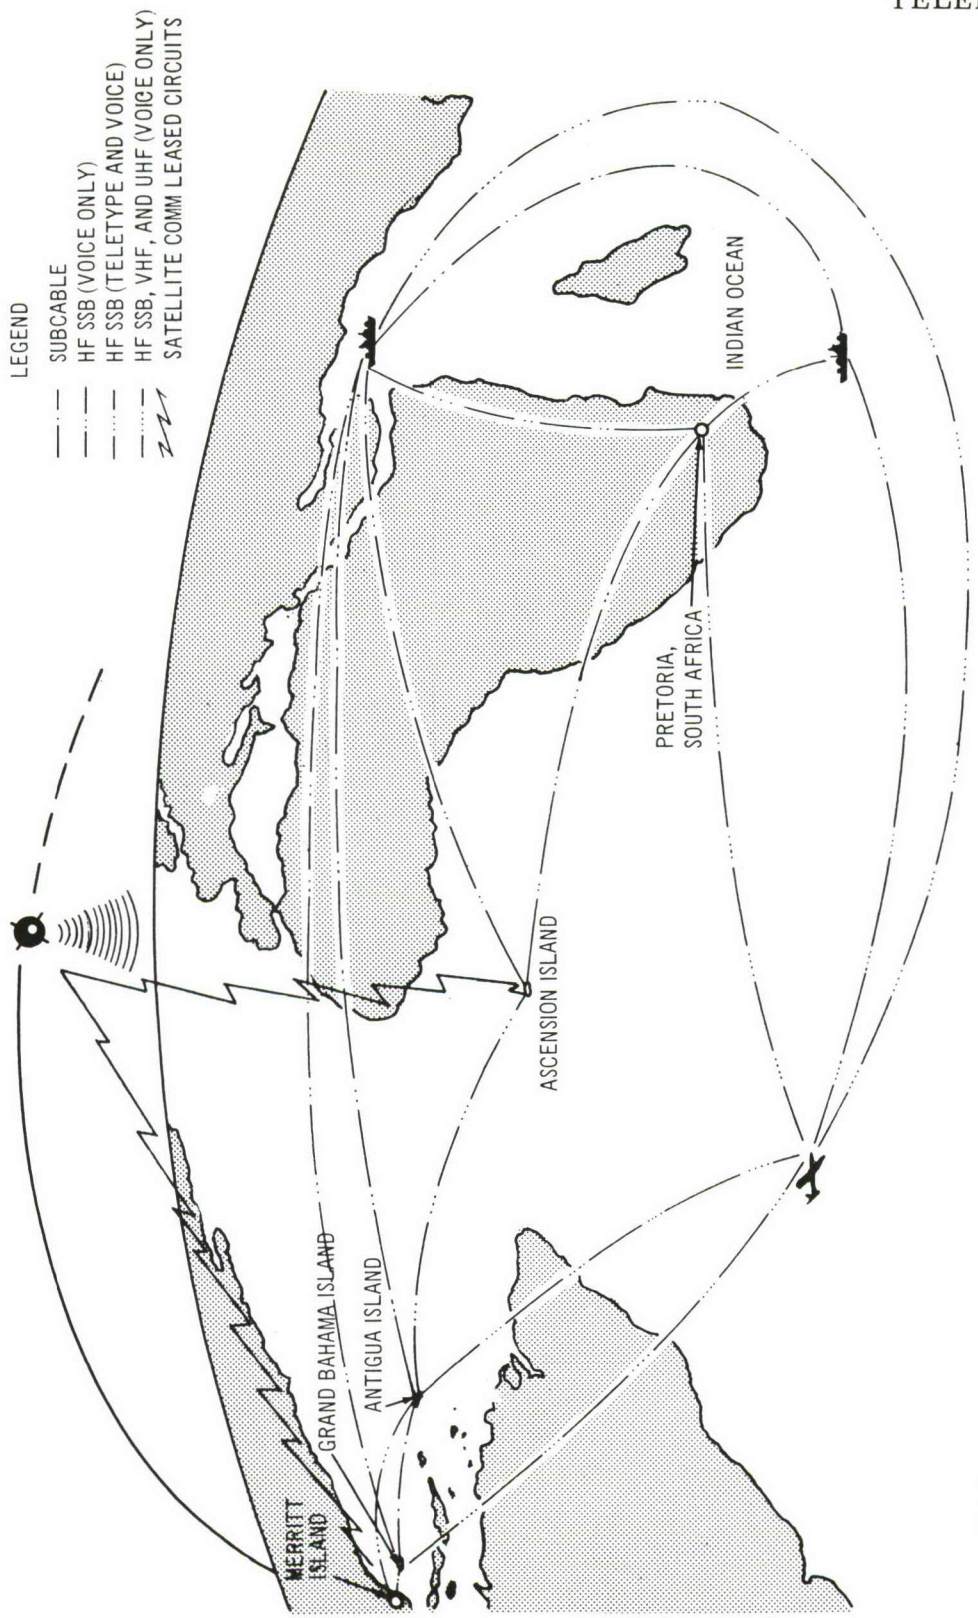 TELEM
LEGEND
SUBCABLE
HF SSB (VOICE ONLY)
HF SSB (TELETYPE AND VOICE)
HF SSB, VHF, AND UHF (VOICE ONLY)
SATELLITE COMM LEASED CIRCUITS
MERRITT
ISLAND
GRAND BAHAMA ISLAND
ANTIGUA ISLAND
ASCENSION ISLAND
PRETORIA,
SOUTH AFRICA
INDIAN OCEAN